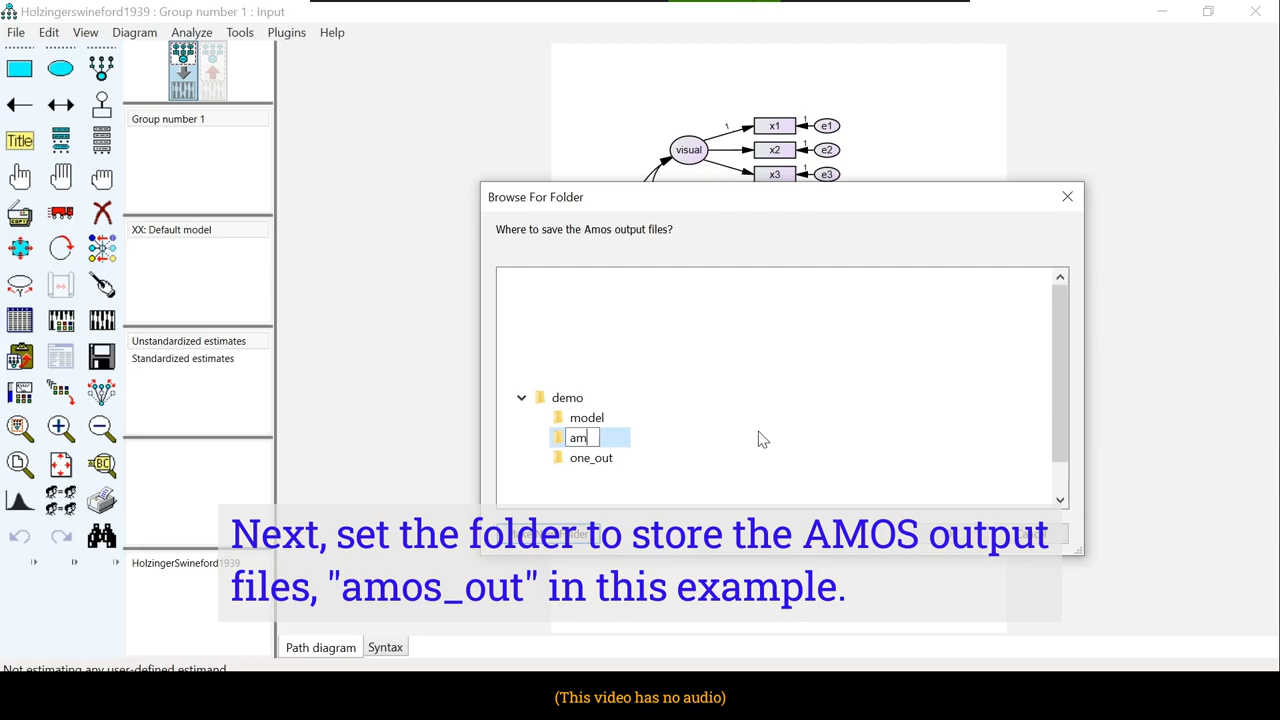 Holzingerswineford1939 : Group number 1 : Input
File Edit View Diagram Analyze Tools Plugins Help
Title
Group number 1
XX: Default model
Unstandardized estimates
Standardized estimates
HolzingerSwineford1939
visual
1
x1
1
e1
x2
1
e2
x3
1
e3
Browse For Folder
Where to save the Amos output files?
demo
model
am
one_out
Next, set the folder to store the AMOS output
files, "amos_out" in this example.
Path diagram Syntax
Not estimating any user-defined estimand.
(This video has no audio)